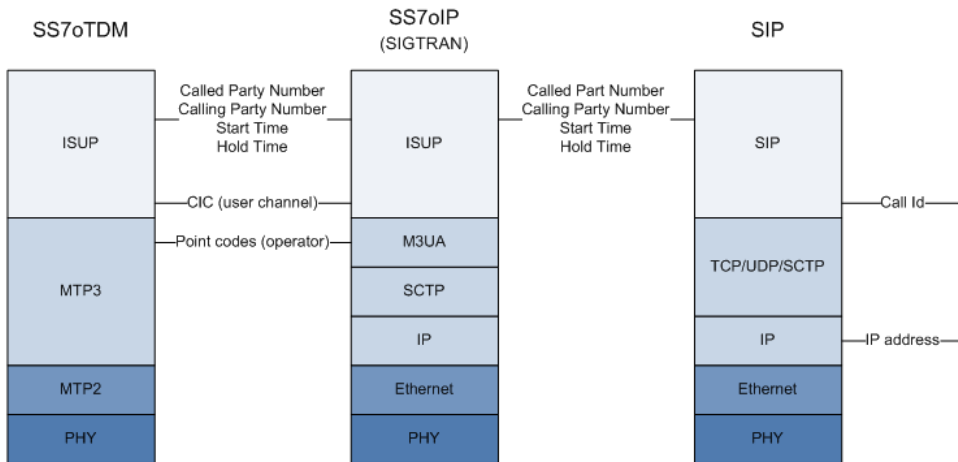 SS7oTDM
SS7oIP
(SIGTRAN)
SIP
Called Party Number
Calling Party Number
Start Time
Hold Time
Called Part Number
Calling Party Number
Start Time
Hold Time
ISUP
ISUP
SIP
CIC (user channel)
Call Id
Point codes (operator)
M3UA
TCP/UDP/SCTP
MTP3
SCTP
IP
IP
IP address
MTP2
Ethernet
Ethernet
PHY
PHY
PHY